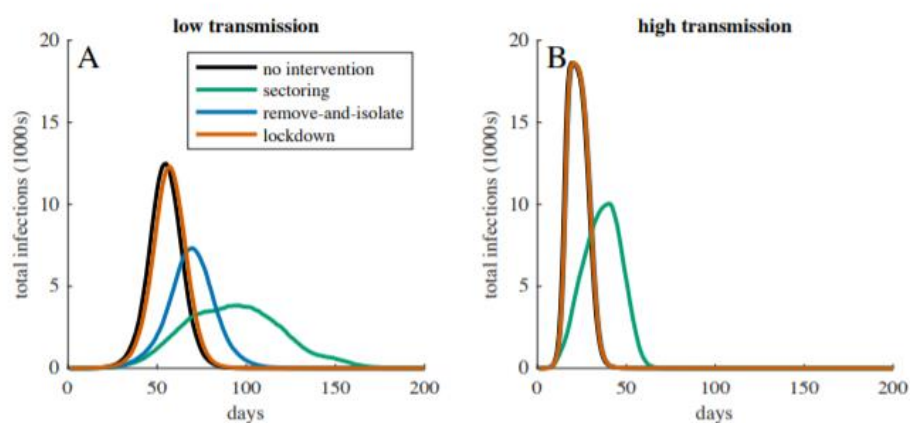 low transmission
A
no intervention
sectoring
remove-and-isolate
lockdown
20
15
10
5
0
total infections (1000s)
0 50 100 150 200
days
high transmission
B
20
15
10
5
0
total infections (1000s)
0 50 100 150 200
days